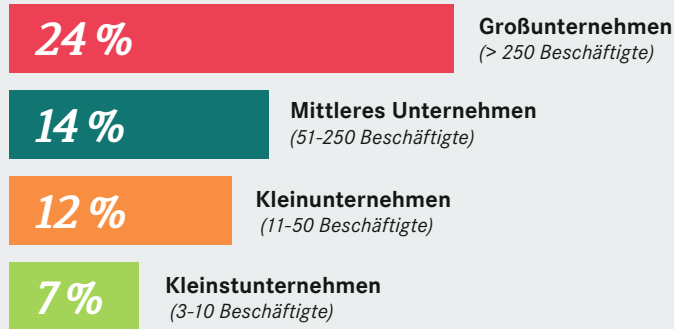 24 %
Großunternehmen
(> 250 Beschäftigte)
14 %
Mittleres Unternehmen
(51-250 Beschäftigte)
12 %
Kleinunternehmen
(11-50 Beschäftigte)
7 %
Kleinstunternehmen
(3-10 Beschäftigte)